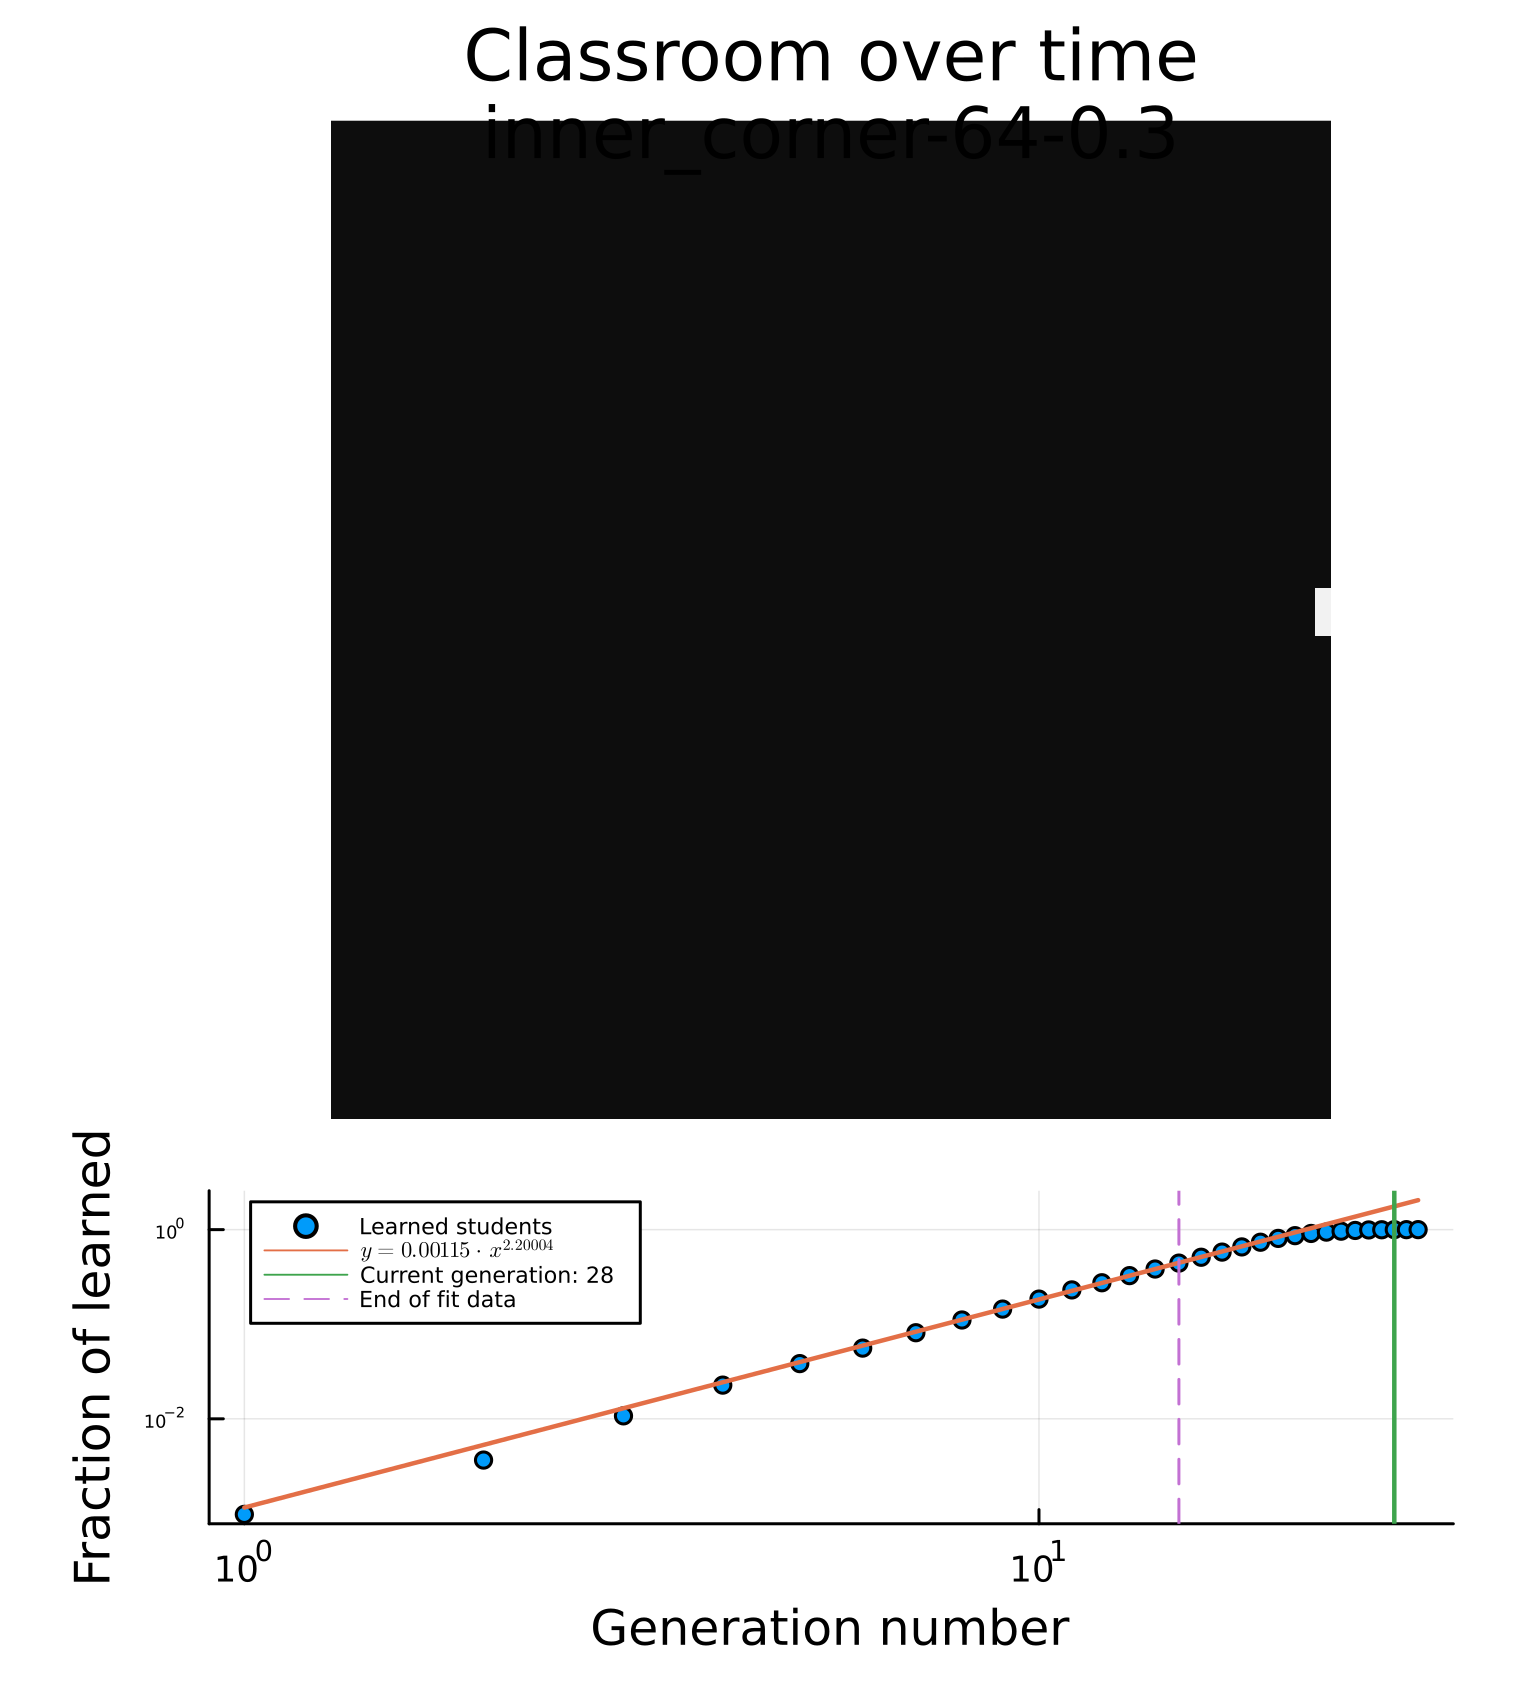 Classroom over time
inner_corner-64-0.3
Fraction of learned
10⁰
10⁻²
Learned students
y = 0.00115 · x^2.20004
Current generation: 28
End of fit data
10⁰
10¹
Generation number